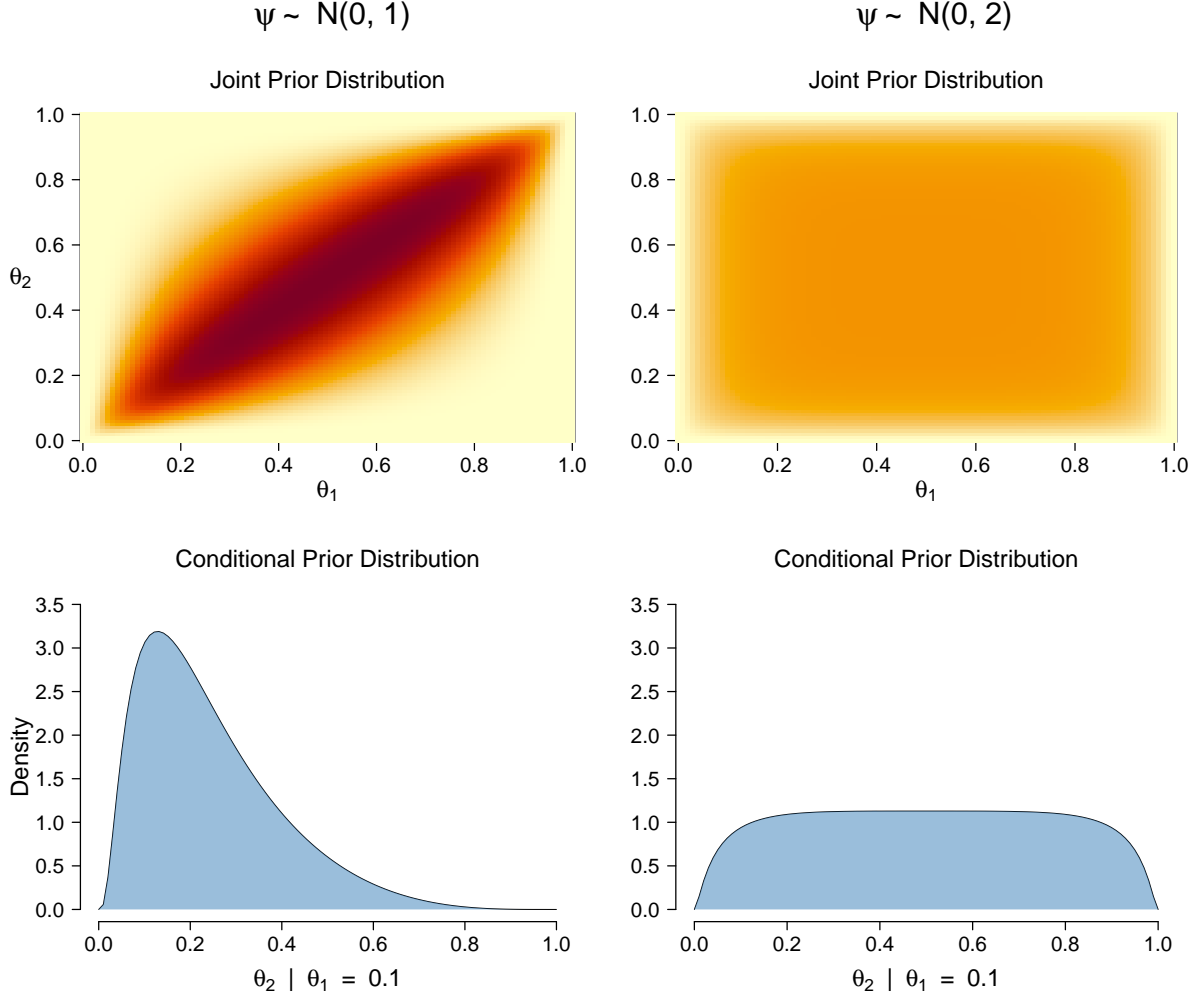 ψ ~ N(0, 1)
ψ ~ N(0, 2)
Joint Prior Distribution
Joint Prior Distribution
1.0
0.8
0.6
0.4
0.2
0.0
θ₂
0.0 0.2 0.4 0.6 0.8 1.0
θ₁
1.0
0.8
0.6
0.4
0.2
0.0
0.0 0.2 0.4 0.6 0.8 1.0
θ₁
Conditional Prior Distribution
Conditional Prior Distribution
3.5
3.0
2.5
2.0
1.5
1.0
0.5
0.0
Density
0.0 0.2 0.4 0.6 0.8 1.0
θ₂ | θ₁ = 0.1
3.5
3.0
2.5
2.0
1.5
1.0
0.5
0.0
0.0 0.2 0.4 0.6 0.8 1.0
θ₂ | θ₁ = 0.1